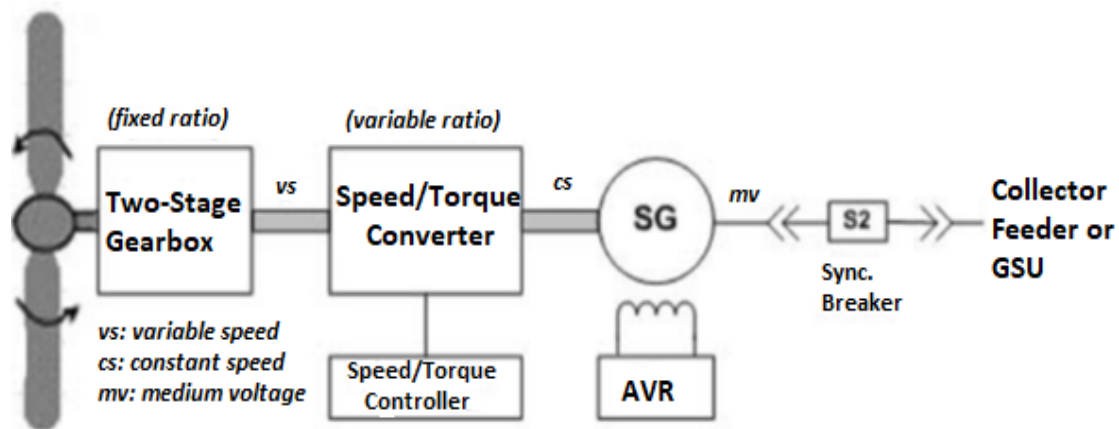 (fixed ratio)
(variable ratio)
Two-Stage
Gearbox
vs
Speed/Torque
Converter
cs
SG
mv
S2
Sync.
Breaker
Collector
Feeder or
GSU
vs: variable speed
cs: constant speed
mv: medium voltage
Speed/Torque
Controller
AVR